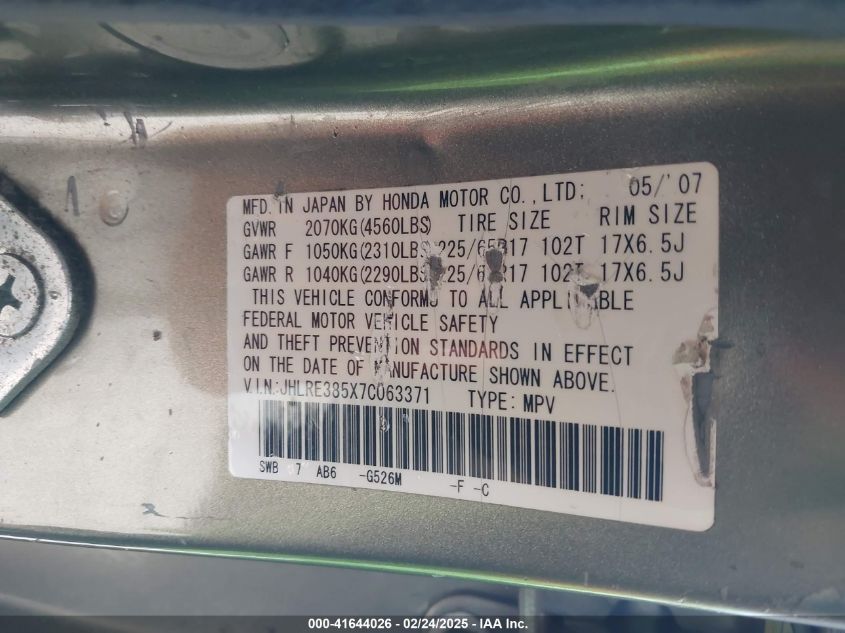 MFD. IN JAPAN BY HONDA MOTOR CO., LTD; 05/'07
GVWR 2070KG(4560LBS) TIRE SIZE RIM SIZE
GAWR F 1050KG(2310LBS) 225/65R17 102T 17X6.5J
GAWR R 1040KG(2290LBS) 225/65R17 102T 17X6.5J
THIS VEHICLE CONFORMS TO ALL APPLICABLE
FEDERAL MOTOR VEHICLE SAFETY
AND THEFT PREVENTION STANDARDS IN EFFECT
ON THE DATE OF MANUFACTURE SHOWN ABOVE.
VIN:JHLRE385X7C063371 TYPE: MPV
SWB 7 AB6 -G526M -F -C
000-41644026 - 02/24/2025 - IAA Inc.